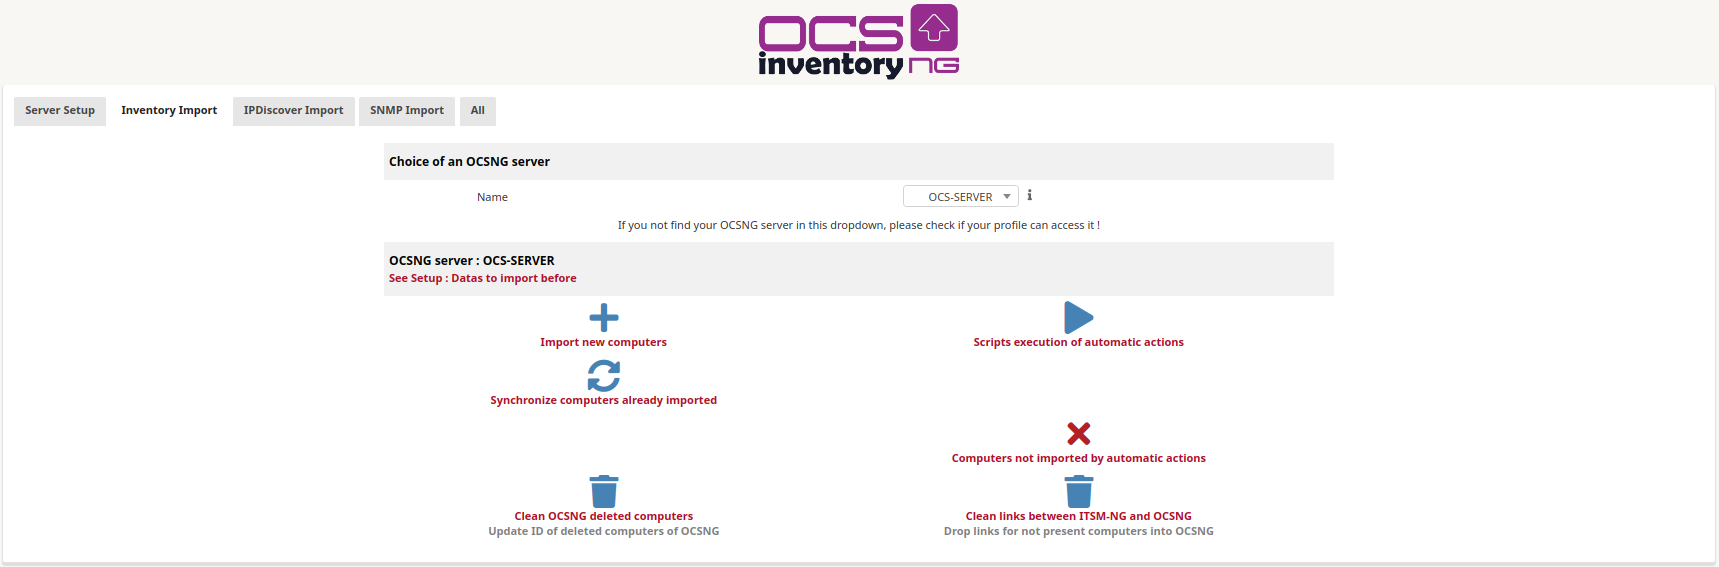 OCS
inventory NG
Server Setup
Inventory Import
IPDiscover Import
SNMP Import
All
Choice of an OCSNG server
Name
OCS-SERVER
If you not find your OCSNG server in this dropdown, please check if your profile can access it !
OCSNG server : OCS-SERVER
See Setup : Datas to import before
Import new computers
Scripts execution of automatic actions
Synchronize computers already imported
Computers not imported by automatic actions
Clean OCSNG deleted computers
Update ID of deleted computers of OCSNG
Clean links between ITSM-NG and OCSNG
Drop links for not present computers into OCSNG